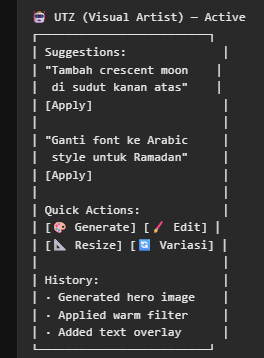 🤖 UTZ (Visual Artist) — Active
┌─────────────────────────┐
│ Suggestions:            │
│ "Tambah crescent moon   │
│  di sudut kanan atas"   │
│ [Apply]                 │
│                         │
│ "Ganti font ke Arabic   │
│  style untuk Ramadan"   │
│ [Apply]                 │
│                         │
│ Quick Actions:          │
│ [🎨 Generate] [🖌️ Edit] │
│ [📐 Resize] [🔄 Variasi] │
│                         │
│ History:                │
│ · Generated hero image  │
│ · Applied warm filter   │
│ · Added text overlay    │
└─────────────────────────┘